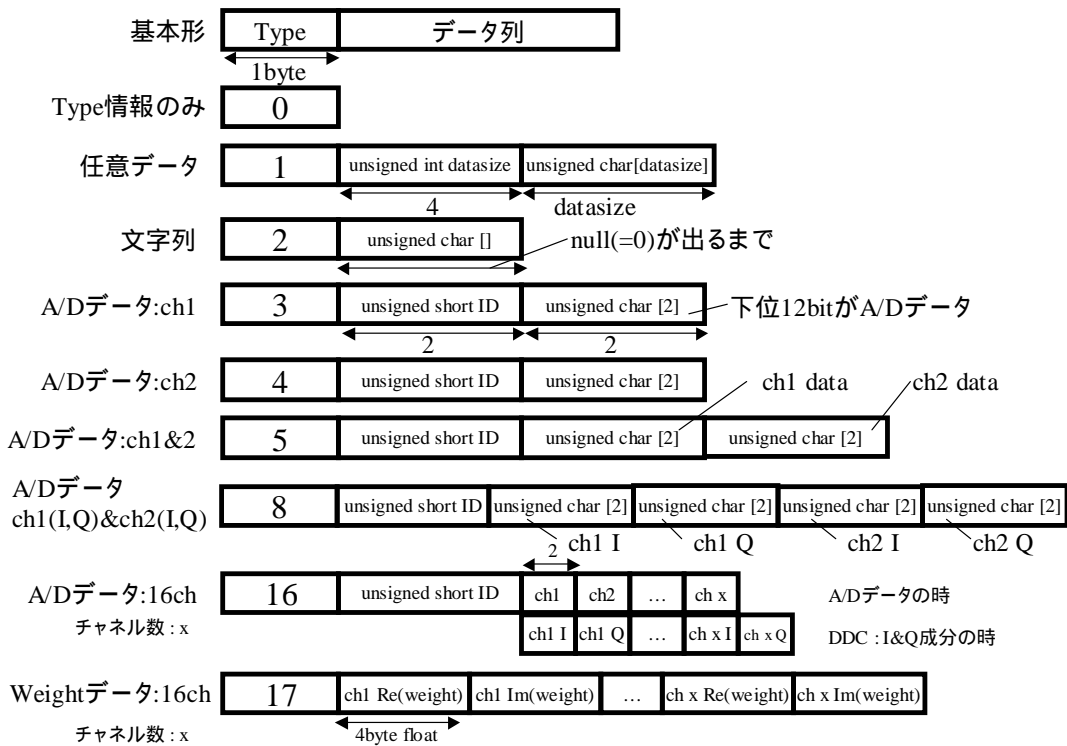 基本形 Type データ列
1byte
Type情報のみ 0
任意データ 1 unsigned int datasize unsigned char[datasize]
4 datasize
文字列 2 unsigned char [] null(=0)が出るまで
A/Dデータ:ch1 3 unsigned short ID unsigned char [2] 下位12bitがA/Dデータ
2 2
A/Dデータ:ch2 4 unsigned short ID unsigned char [2] ch1 data ch2 data
A/Dデータ:ch1&2 5 unsigned short ID unsigned char [2] unsigned char [2]
A/Dデータ
ch1(I,Q)&ch2(I,Q) 8 unsigned short ID unsigned char [2] unsigned char [2] unsigned char [2] unsigned char [2]
ch1 I ch1 Q ch2 I ch2 Q
2
A/Dデータ:16ch 16 unsigned short ID ch1 ch2 … ch x A/Dデータの時
チャネル数 : x ch1 I ch1 Q … ch x I ch x Q DDC : I&Q成分の時
Weightデータ:16ch 17 ch1 Re(weight) ch1 Im(weight) … ch x Re(weight) ch x Im(weight)
チャネル数 : x 4byte float